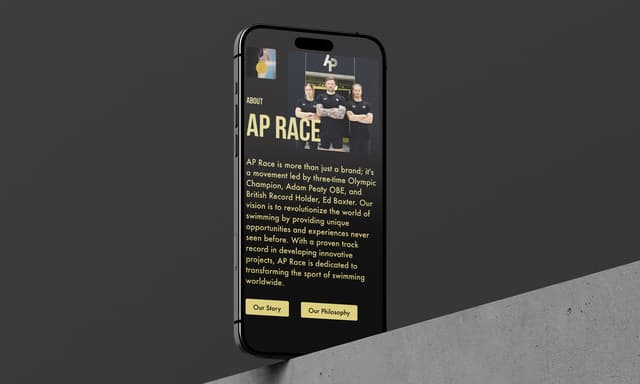 AP
ABOUT
AP RACE
AP Race is more than just a brand; it's
a movement led by three-time Olympic
Champion, Adam Peaty OBE, and
British Record Holder, Ed Baxter. Our
vision is to revolutionize the world of
swimming by providing unique
opportunities and experiences never
seen before. With a proven track
record in developing innovative
projects, AP Race is dedicated to
transforming the sport of swimming
worldwide.
Our Story
Our Philosophy